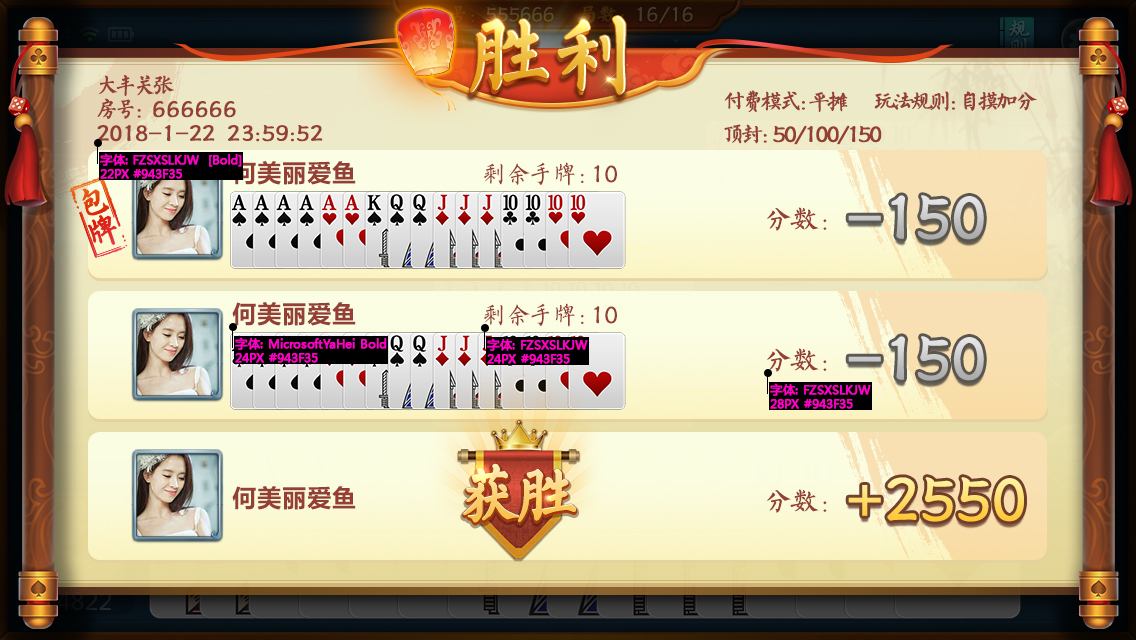 局数 16/16
555666
胜利
规则
大丰关张
房号: 666666
2018-1-22 23:59:52
付费模式:平摊 玩法规则:自摸加分
顶封:50/100/150
字体: FZSXSLKJW [Bold]
22PX #943F35
包牌
何美丽爱鱼
剩余手牌:10
A A A A A A K Q Q J J J 10 10 10 10
分数:
-150
何美丽爱鱼
剩余手牌:10
字体: MicrosoftYaHei Bold
24PX #943F35
Q Q J J
字体: FZSXSLKJW
24PX #943F35
分数:
-150
字体: FZSXSLKJW
28PX #943F35
何美丽爱鱼
获胜
分数:
+2550
4822